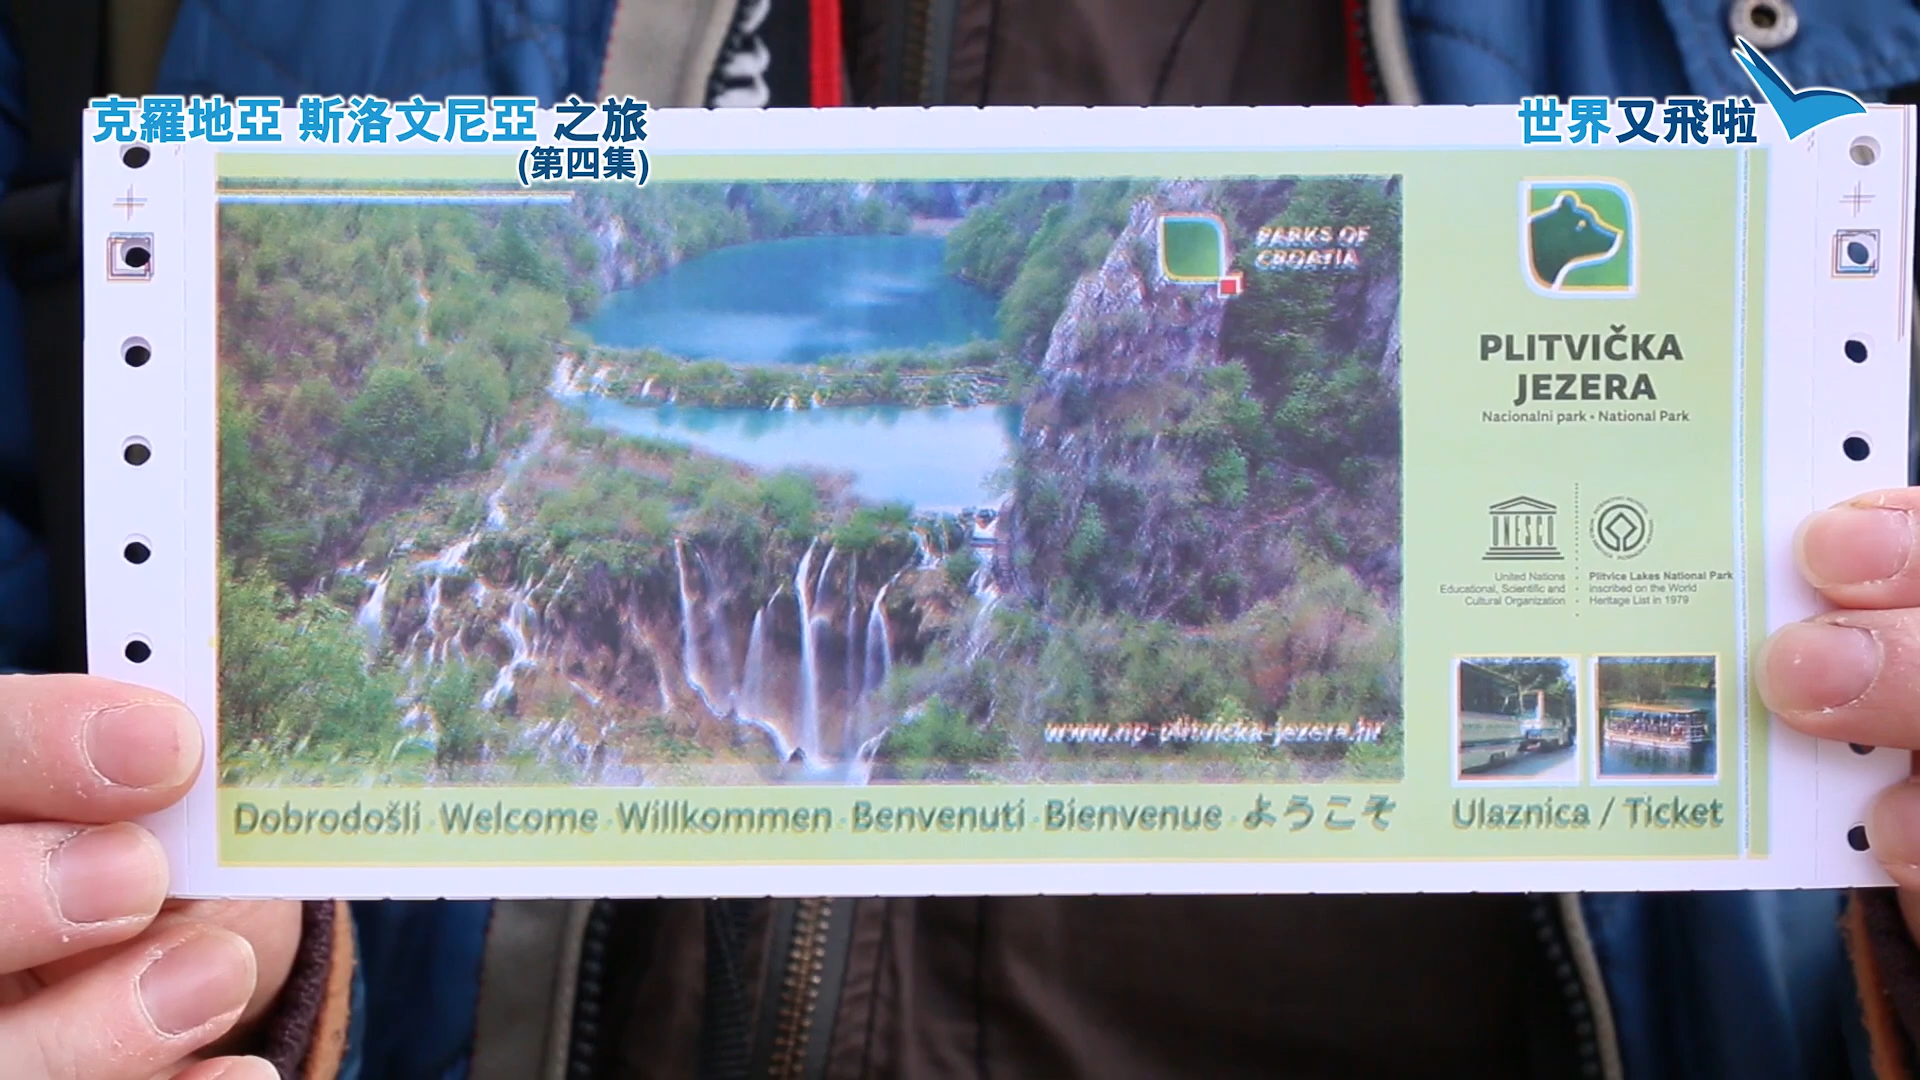 克羅地亞 斯洛文尼亞 之旅
(第四集)
世界又飛啦
PARKS OF
CROATIA
PLITVIČKA
JEZERA
Nacionalni park • National Park
UNESCO
United Nations
Educational, Scientific and
Cultural Organization
Plitvice Lakes National Park
inscribed on the World
Heritage List in 1979
www.np-plitvicka-jezera.hr
Dobrodošli · Welcome · Willkommen · Benvenuti · Bienvenue · ようこそ
Ulaznica / Ticket